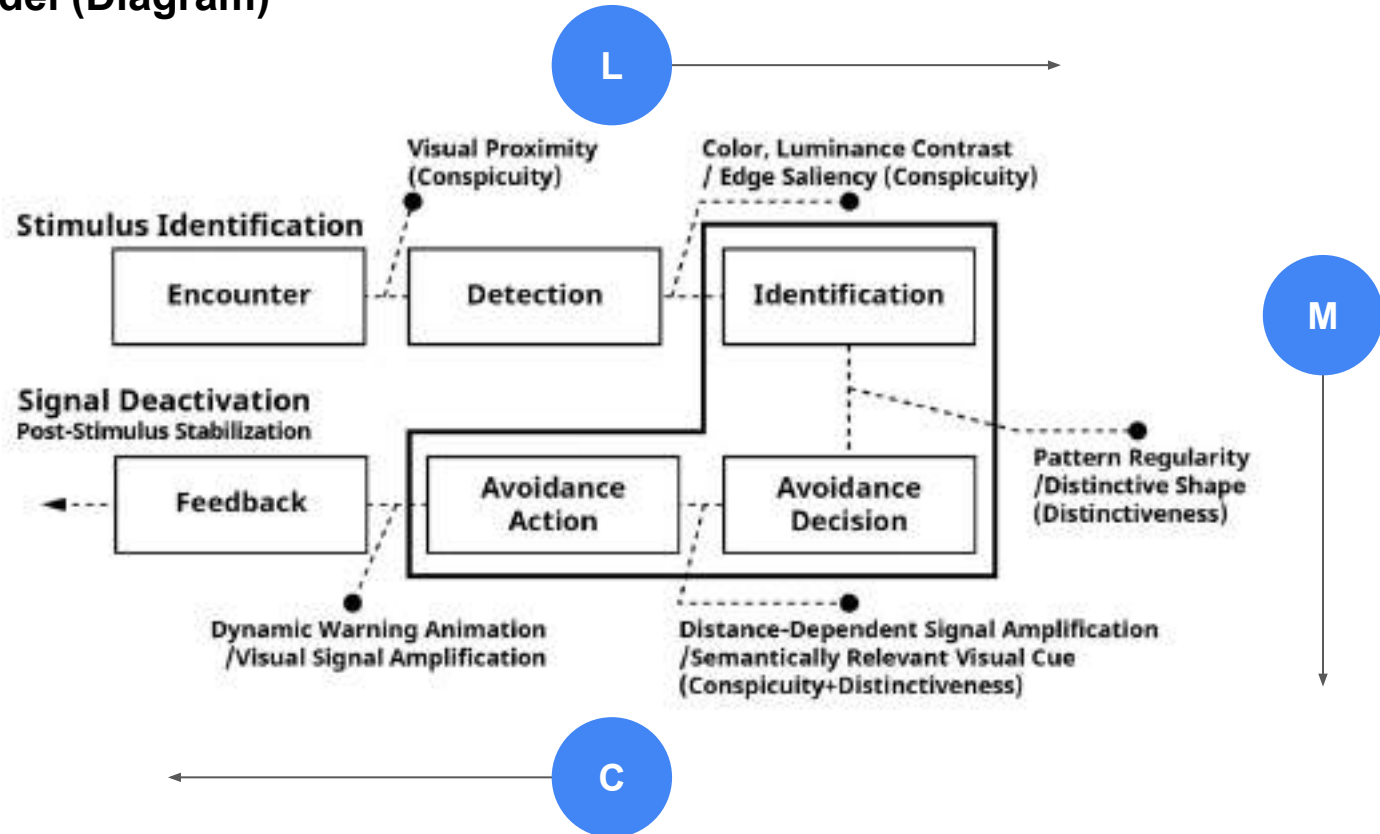 del (Diagram)
L
Visual Proximity
(Conspicuity)
Color, Luminance Contrast
/ Edge Saliency (Conspicuity)
Stimulus Identification
Encounter
Detection
Identification
M
Signal Deactivation
Post-Stimulus Stabilization
Pattern Regularity
/Distinctive Shape
(Distinctiveness)
Feedback
Avoidance
Action
Avoidance
Decision
Dynamic Warning Animation
/Visual Signal Amplification
Distance-Dependent Signal Amplification
/Semantically Relevant Visual Cue
(Conspicuity+Distinctiveness)
C